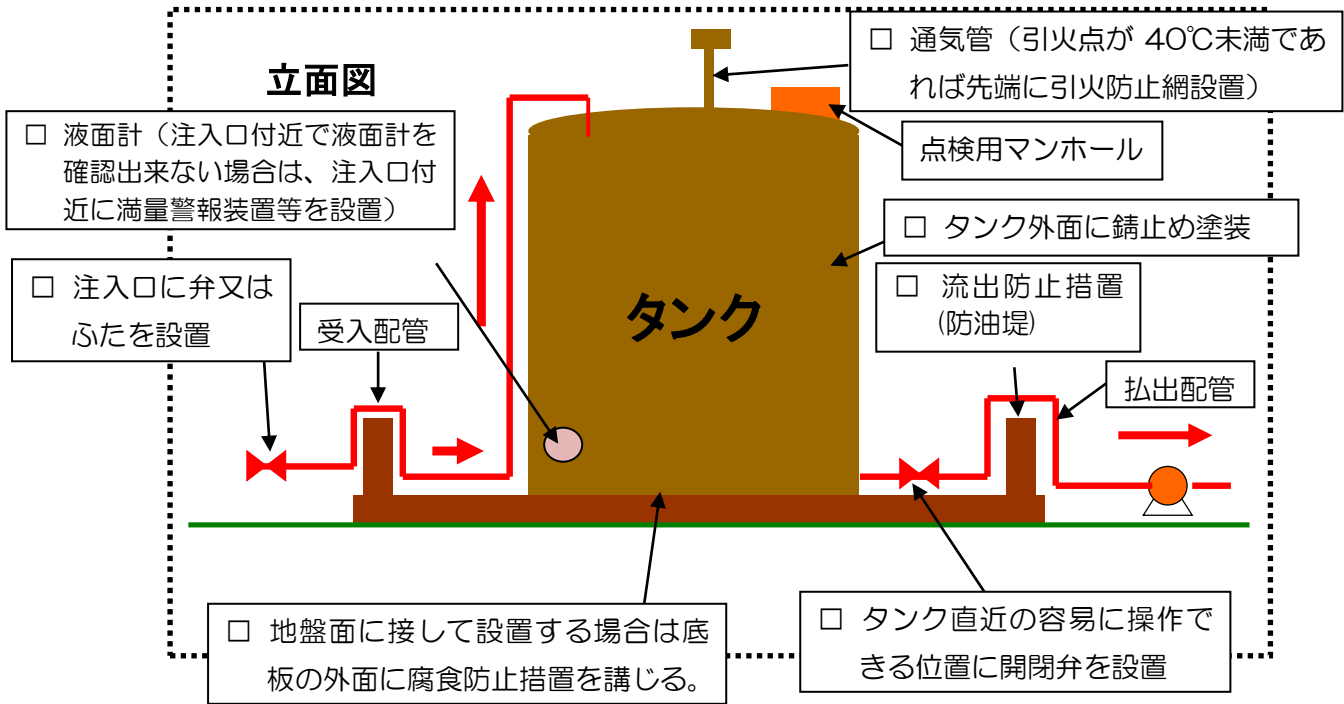 立面図
□ 通気管（引火点が 40℃未満であ
れば先端に引火防止網設置）
点検用マンホール
□ 液面計（注入口付近で液面計を
確認出来ない場合は、注入口付
近に満量警報装置等を設置）
□ タンク外面に錆止め塗装
□ 注入口に弁又は
ふたを設置
受入配管
タンク
□ 流出防止措置
(防油堤)
払出配管
□ 地盤面に接して設置する場合は底
板の外面に腐食防止措置を講じる。
□ タンク直近の容易に操作で
きる位置に開閉弁を設置